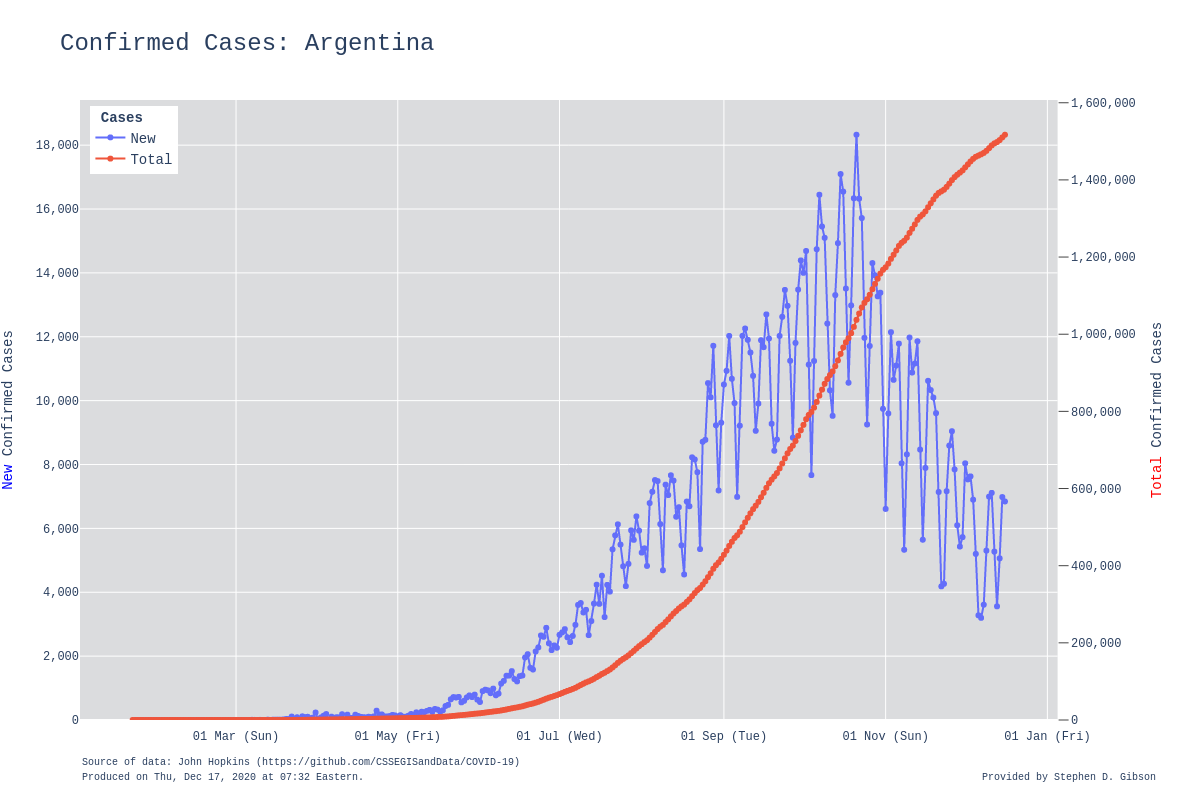 Confirmed Cases: Argentina
Cases
New
Total
18,000
16,000
14,000
12,000
10,000
8,000
6,000
4,000
2,000
0
New Confirmed Cases
1,600,000
1,400,000
1,200,000
1,000,000
800,000
600,000
400,000
200,000
0
Total Confirmed Cases
01 Mar (Sun)
01 May (Fri)
01 Jul (Wed)
01 Sep (Tue)
01 Nov (Sun)
01 Jan (Fri)
Source of data: John Hopkins (https://github.com/CSSEGISandData/COVID-19)
Produced on Thu, Dec 17, 2020 at 07:32 Eastern.
Provided by Stephen D. Gibson